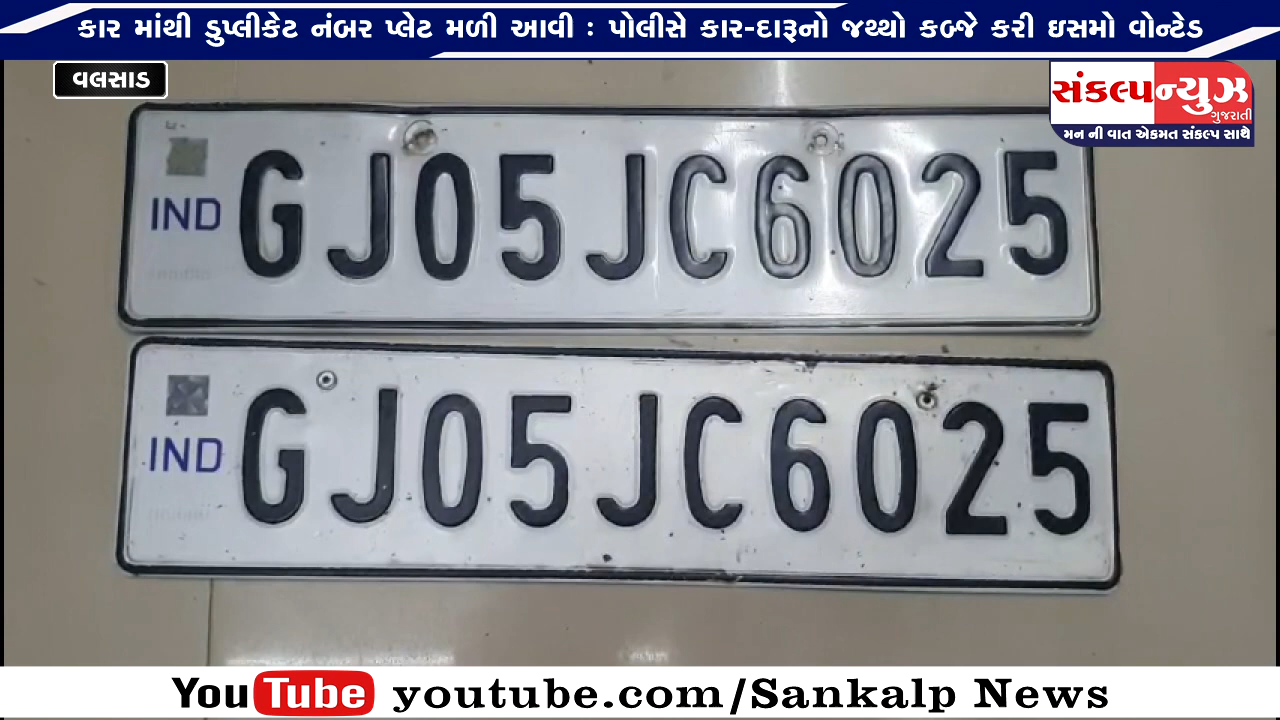 કાર માંથી ડુપ્લીકેટ નંબર પ્લેટ મળી આવી : પોલીસે કાર-દારૂનો જથ્થો કબ્જે કરી ઇસમો વોન્ટેડ
વલસાડ
સંકલ્પ ન્યુઝ
ગુજરાતી
મન ની વાત એકમત સંકલ્પ સાથે
IND GJ05JC6025
IND GJ05JC6025
YouTube youtube.com/Sankalp News